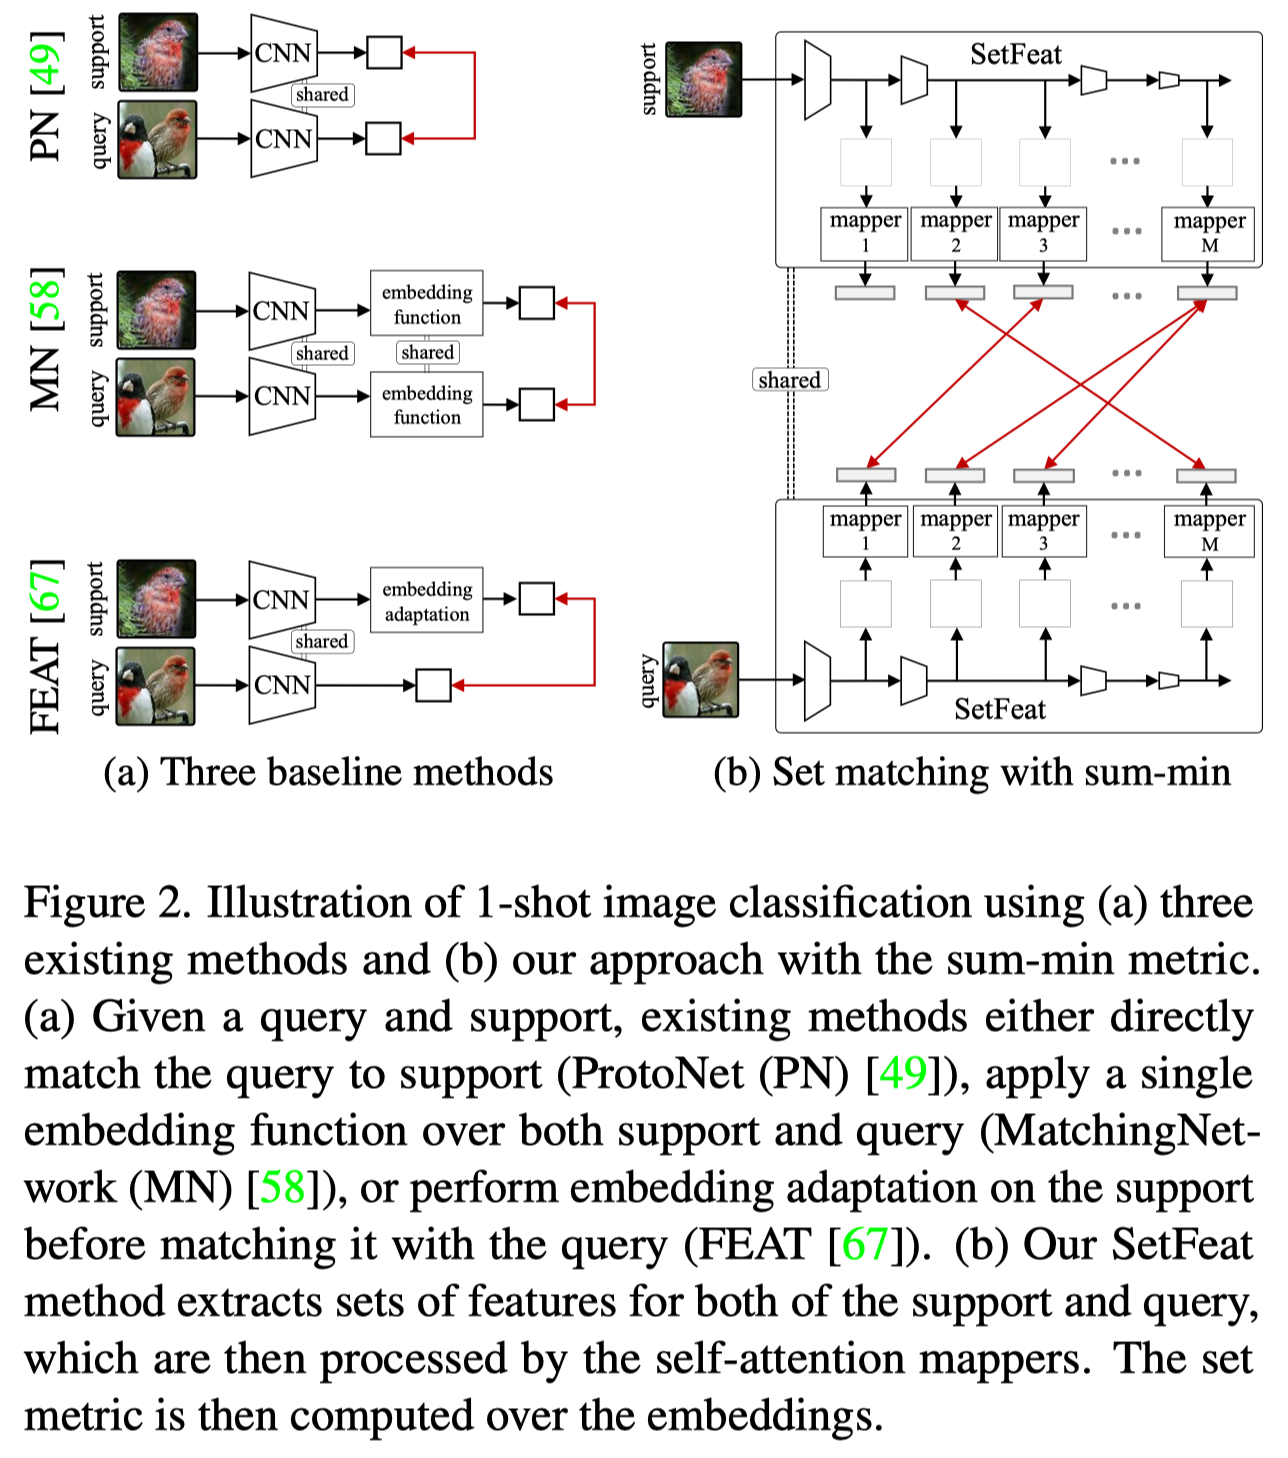 PN [49]
support
CNN
shared
query
CNN
MN [58]
support
CNN
embedding
function
shared
shared
query
CNN
embedding
function
FEAT [67]
support
CNN
embedding
adaptation
shared
query
CNN
(a) Three baseline methods
support
SetFeat
mapper
1
mapper
2
mapper
3
mapper
M
shared
mapper
1
mapper
2
mapper
3
mapper
M
query
SetFeat
(b) Set matching with sum-min
Figure 2. Illustration of 1-shot image classification using (a) three
existing methods and (b) our approach with the sum-min metric.
(a) Given a query and support, existing methods either directly
match the query to support (ProtoNet (PN) [49]), apply a single
embedding function over both support and query (MatchingNet-
work (MN) [58]), or perform embedding adaptation on the support
before matching it with the query (FEAT [67]). (b) Our SetFeat
method extracts sets of features for both of the support and query,
which are then processed by the self-attention mappers. The set
metric is then computed over the embeddings.